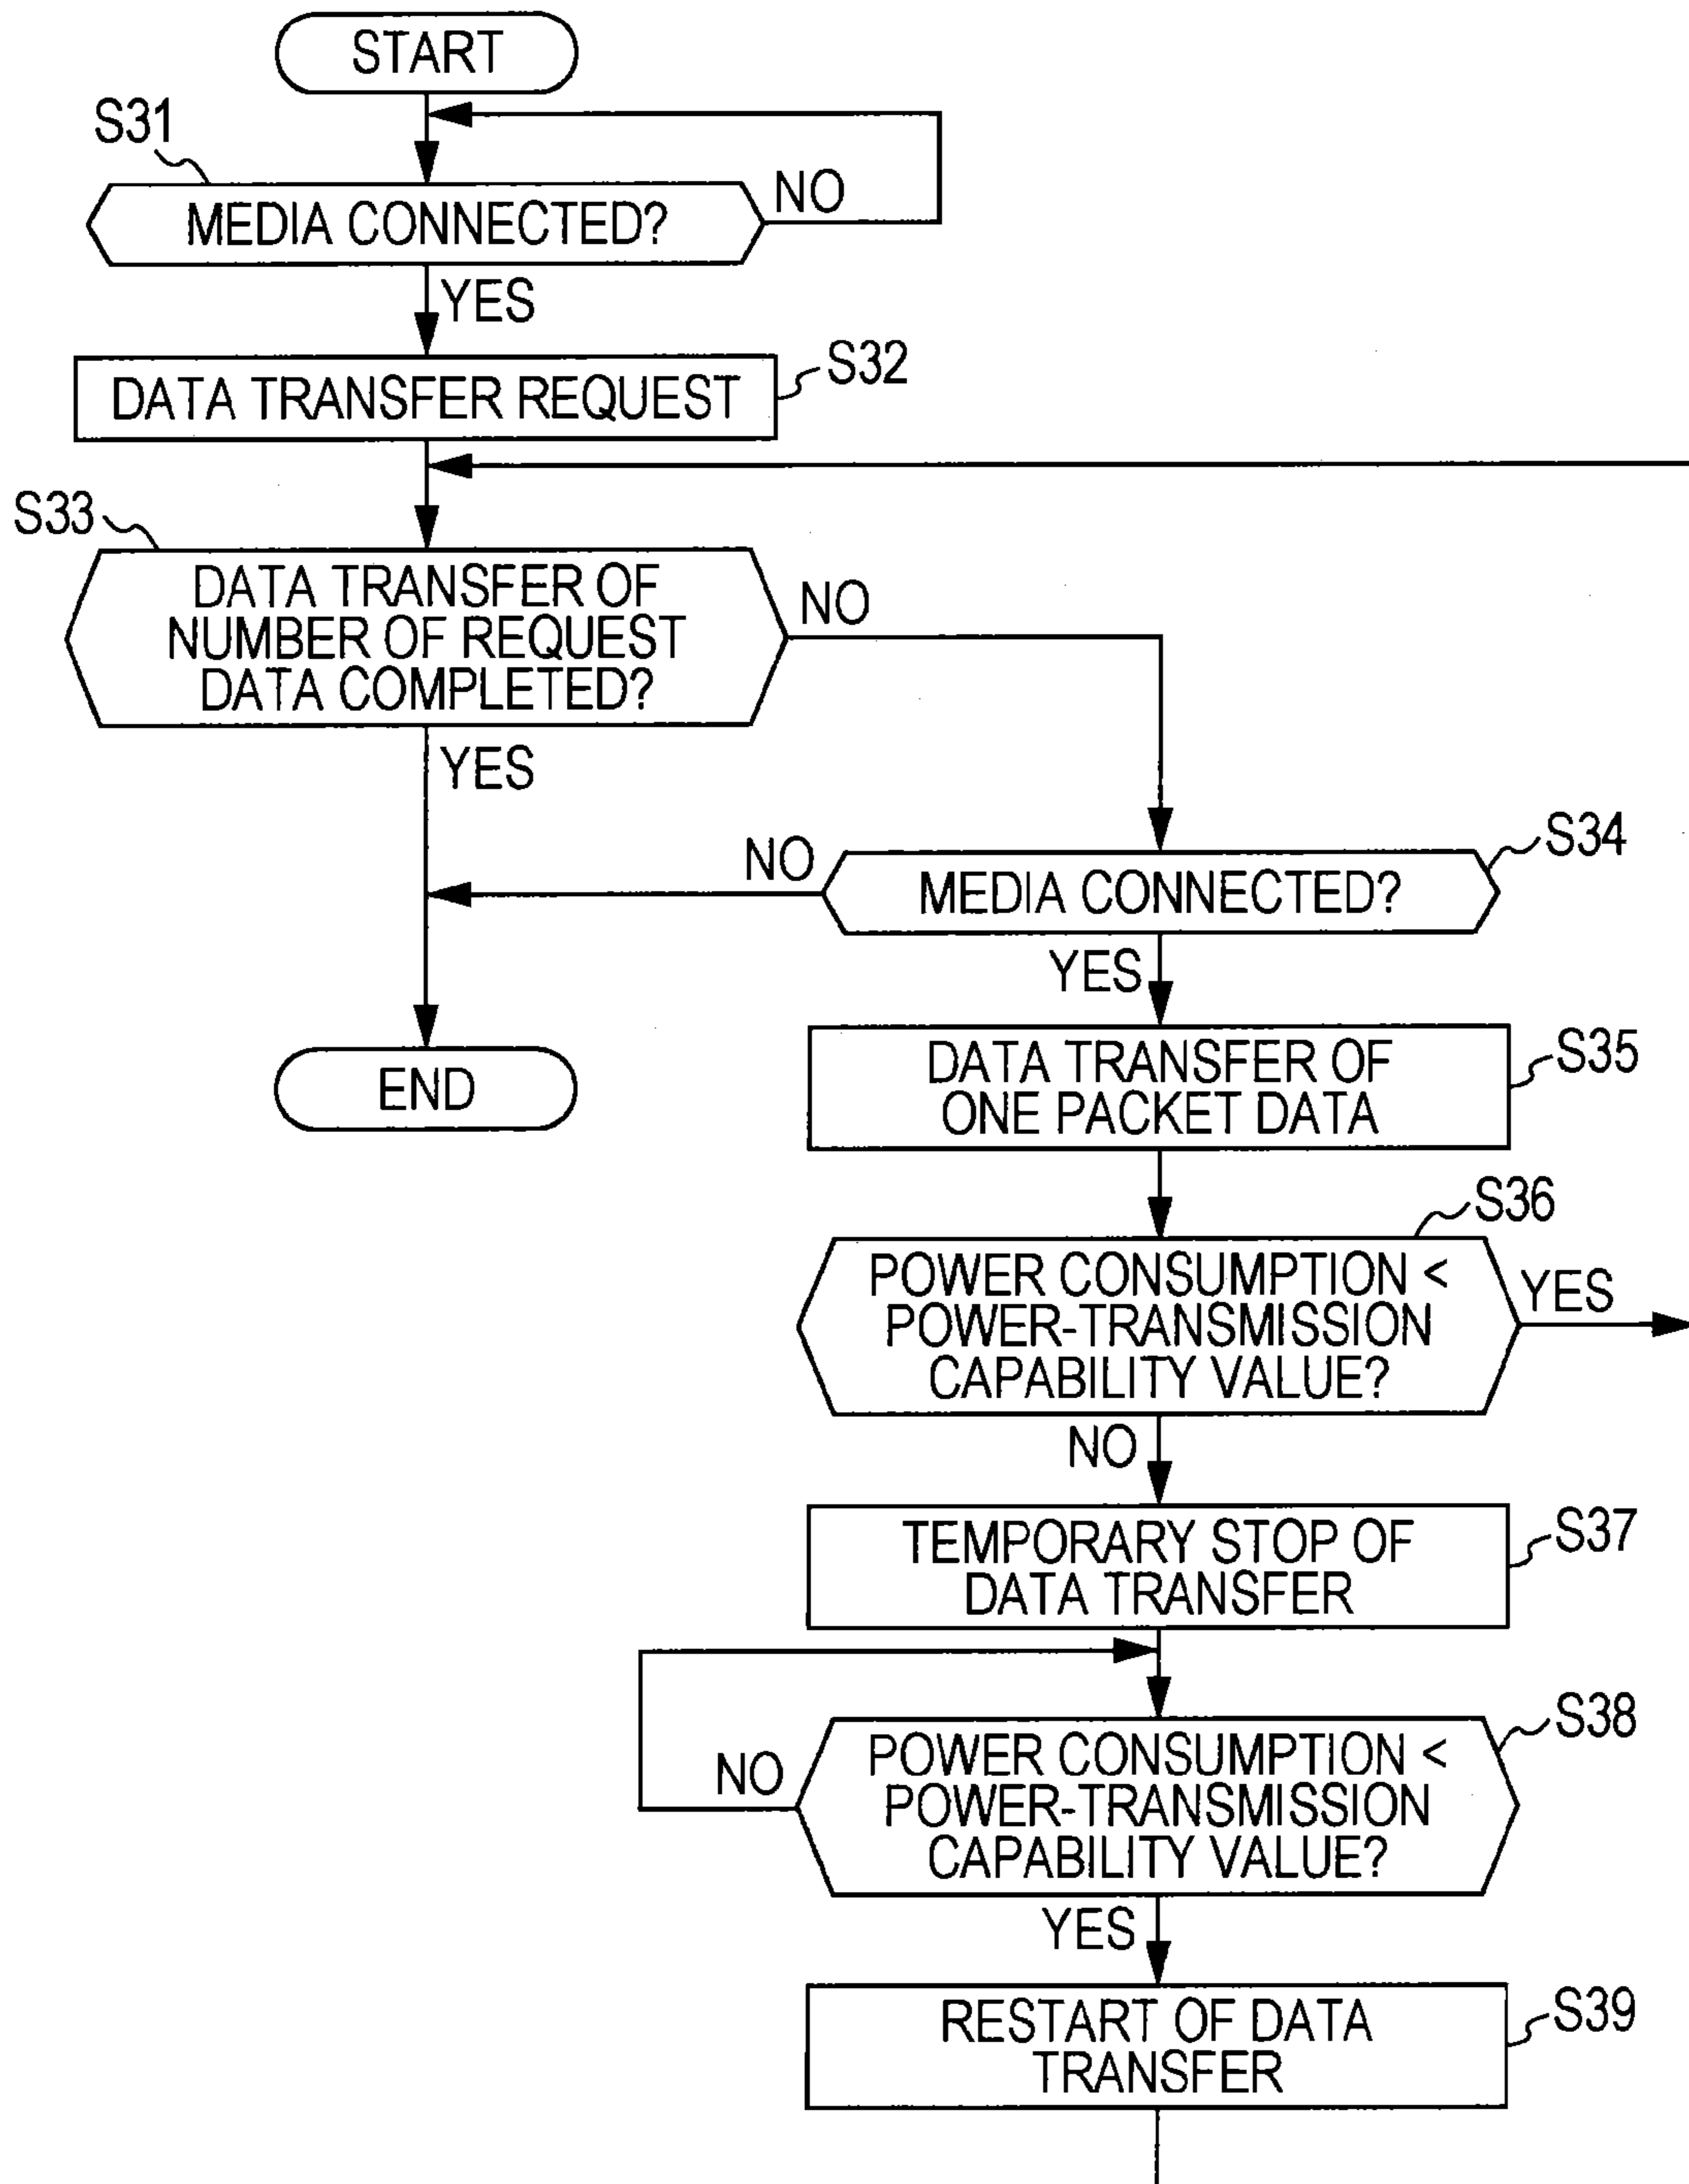 START
S31
MEDIA CONNECTED?
NO
YES
DATA TRANSFER REQUEST
S32
S33
DATA TRANSFER OF
NUMBER OF REQUEST
DATA COMPLETED?
NO
YES
NO
MEDIA CONNECTED?
S34
YES
END
DATA TRANSFER OF
ONE PACKET DATA
S35
S36
POWER CONSUMPTION <
POWER-TRANSMISSION
CAPABILITY VALUE?
YES
NO
TEMPORARY STOP OF
DATA TRANSFER
S37
S38
POWER CONSUMPTION <
POWER-TRANSMISSION
CAPABILITY VALUE?
NO
YES
RESTART OF DATA
TRANSFER
S39